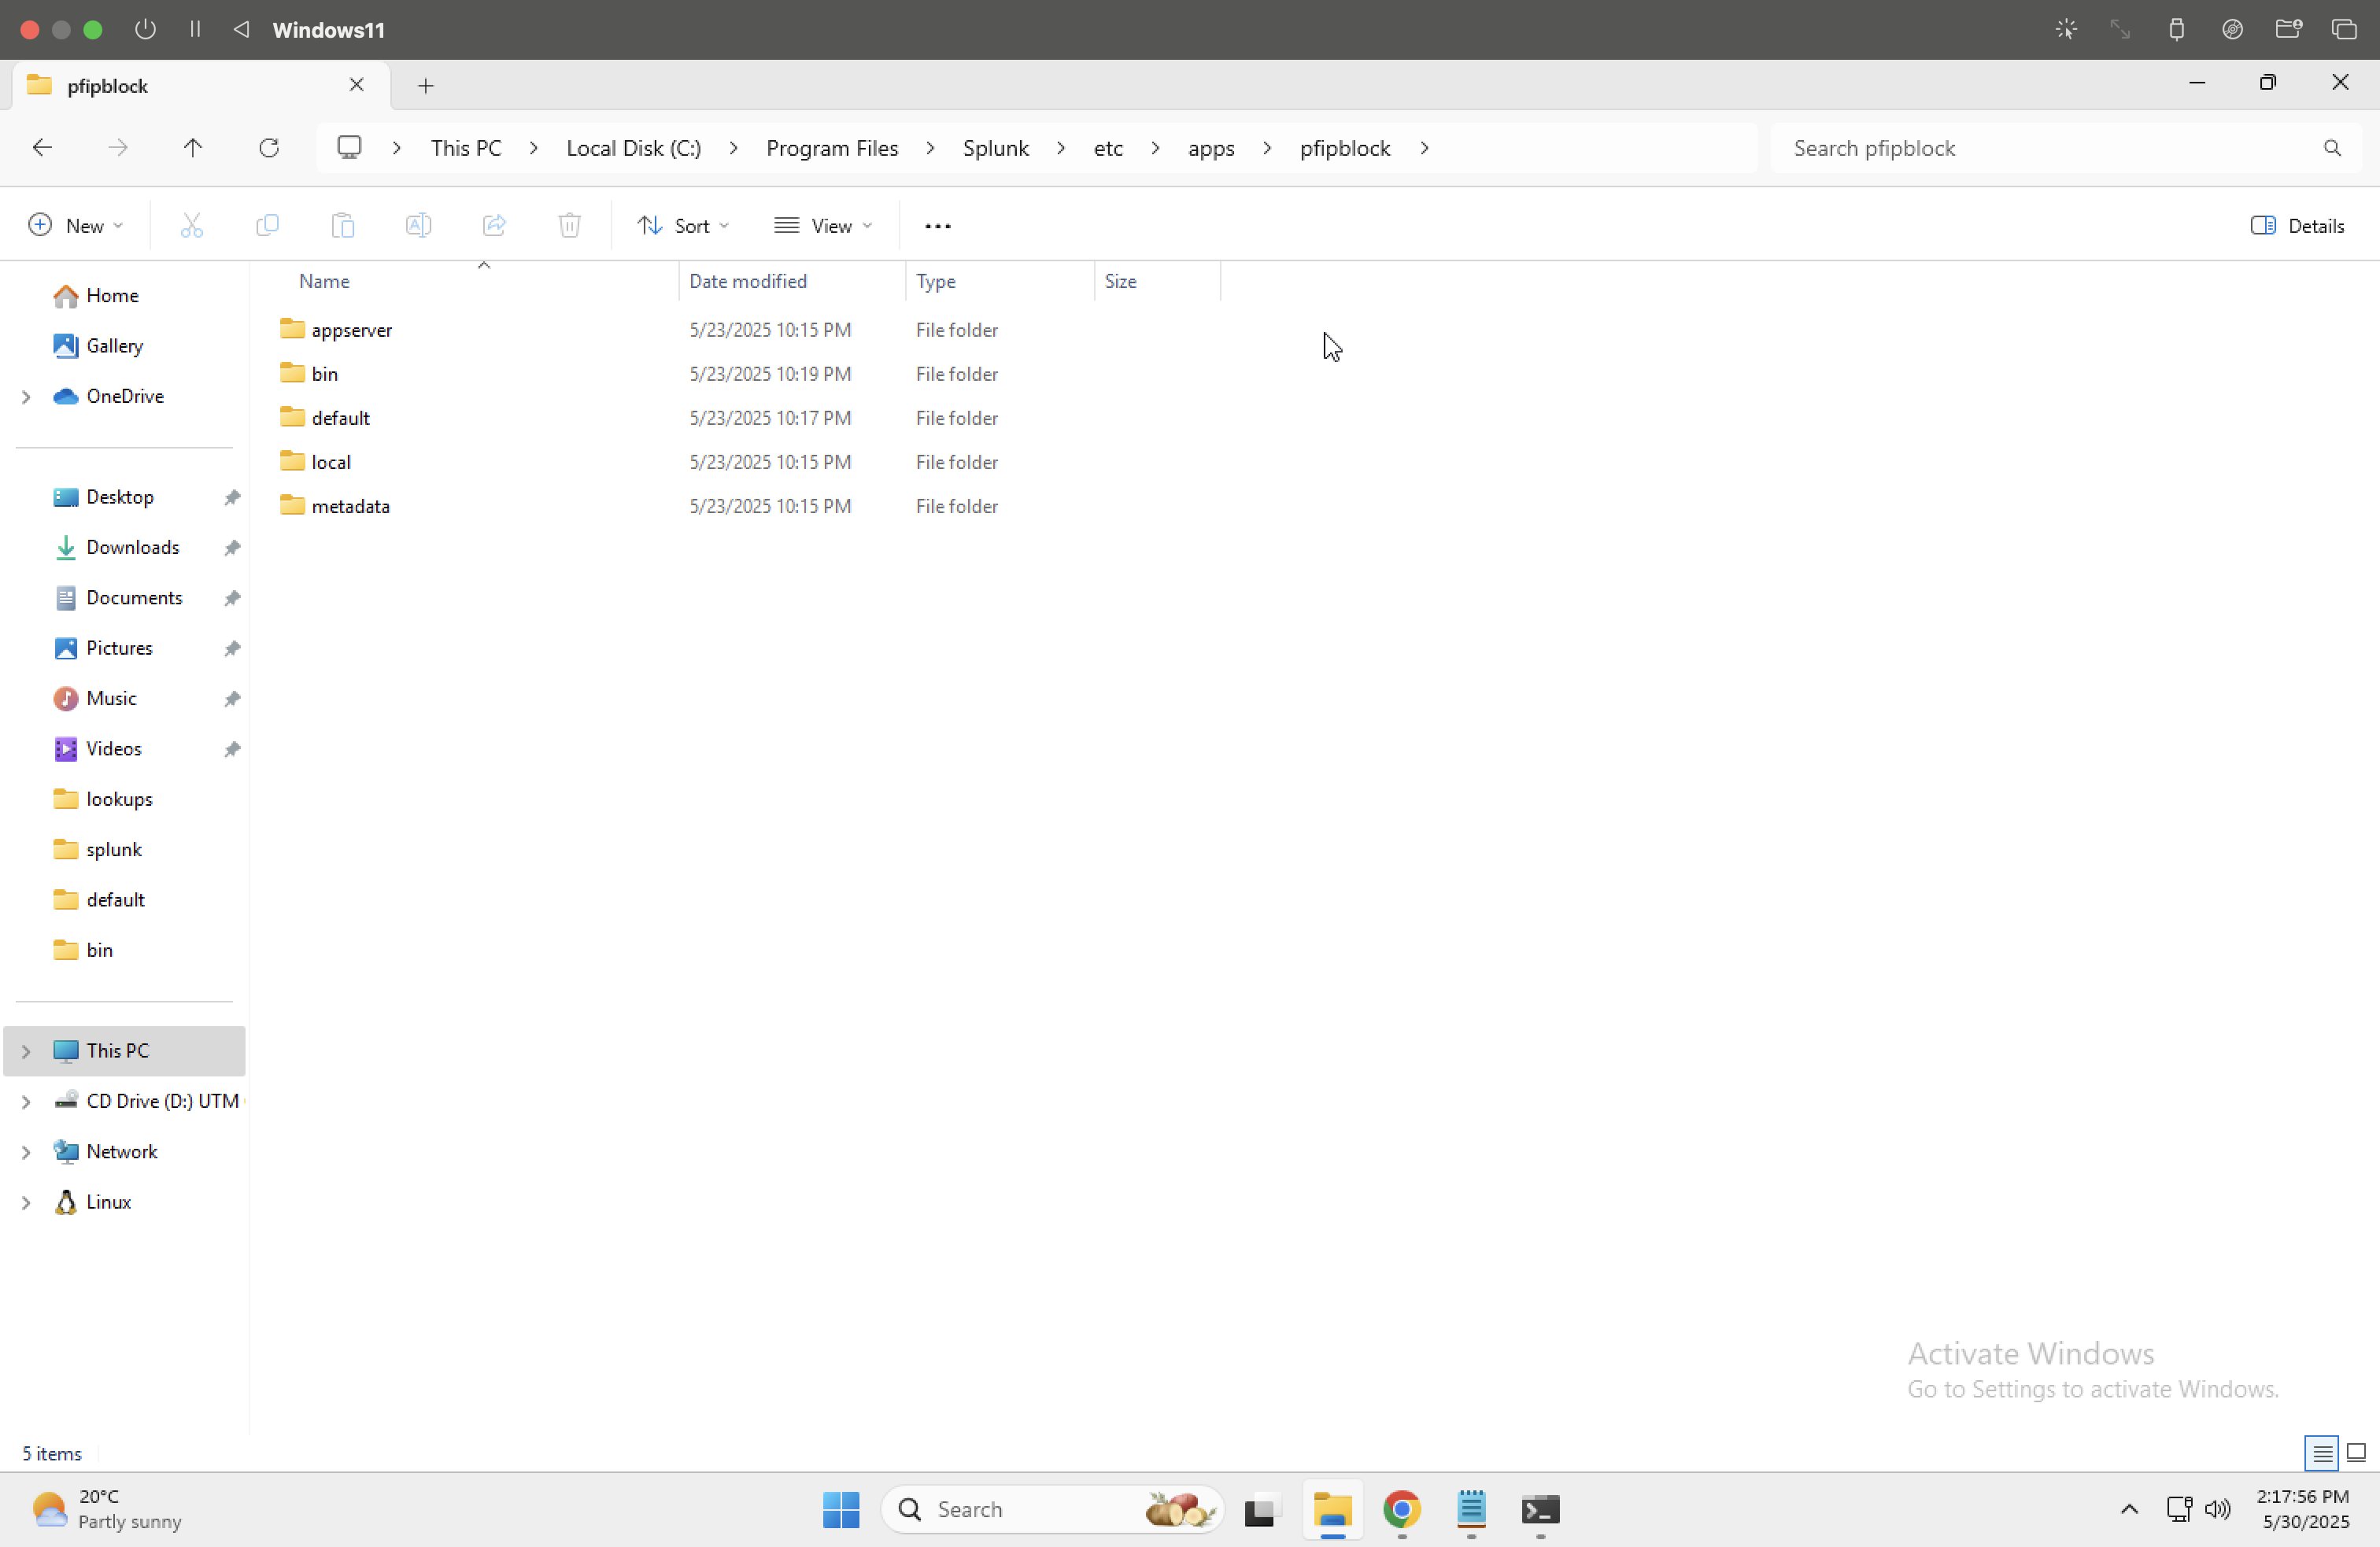 Windows11
pfipblock
This PC > Local Disk (C:) > Program Files > Splunk > etc > apps > pfipblock >
Search pfipblock
New
Sort
View
Details
Name Date modified Type Size
appserver 5/23/2025 10:15 PM File folder
bin 5/23/2025 10:19 PM File folder
default 5/23/2025 10:17 PM File folder
local 5/23/2025 10:15 PM File folder
metadata 5/23/2025 10:15 PM File folder
Home
Gallery
OneDrive
Desktop
Downloads
Documents
Pictures
Music
Videos
lookups
splunk
default
bin
This PC
CD Drive (D:) UTM
Network
Linux
Activate Windows
Go to Settings to activate Windows.
5 items
20°C
Partly sunny
Search
2:17:56 PM
5/30/2025